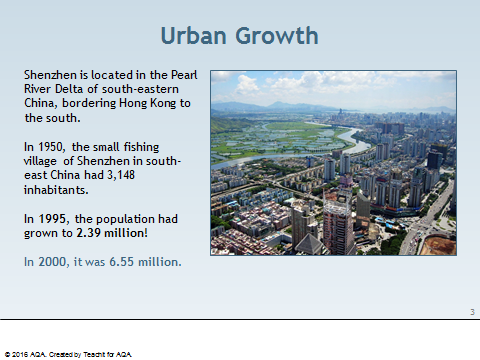 Urban Growth
Shenzhen is located in the Pearl
River Delta of south-eastern
China, bordering Hong Kong to
the south.
In 1950, the small fishing
village of Shenzhen in south-
east China had 3,148
inhabitants.
In 1995, the population had
grown to 2.39 million!
In 2000, it was 6.55 million.
3
© 2016 AQA. Created by Teachit for AQA.